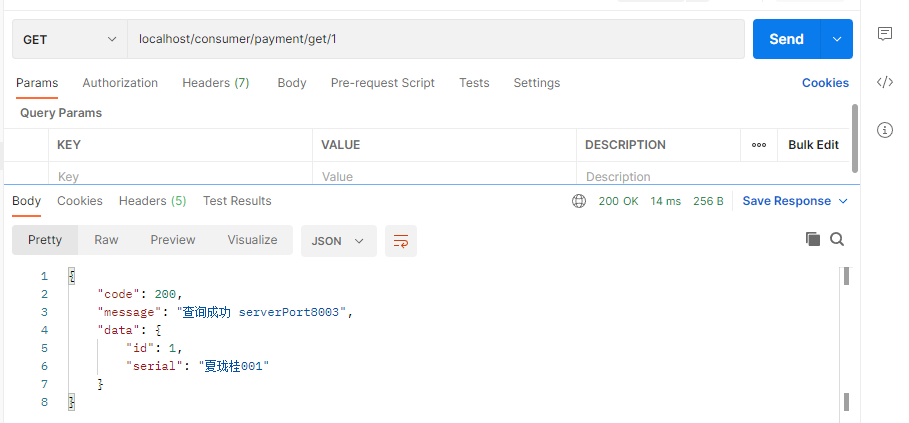 GET
localhost/consumer/payment/get/1
Send
Params Authorization Headers (7) Body Pre-request Script Tests Settings Cookies
Query Params
KEY VALUE DESCRIPTION ooo Bulk Edit
Key Value Description
Body Cookies Headers (5) Test Results 200 OK 14 ms 256 B Save Response
Pretty Raw Preview Visualize JSON
1 {
2 "code": 200,
3 "message": "查询成功 serverPort8003",
4 "data": {
5 "id": 1,
6 "serial": "夏珑桂001"
7 }
8 }